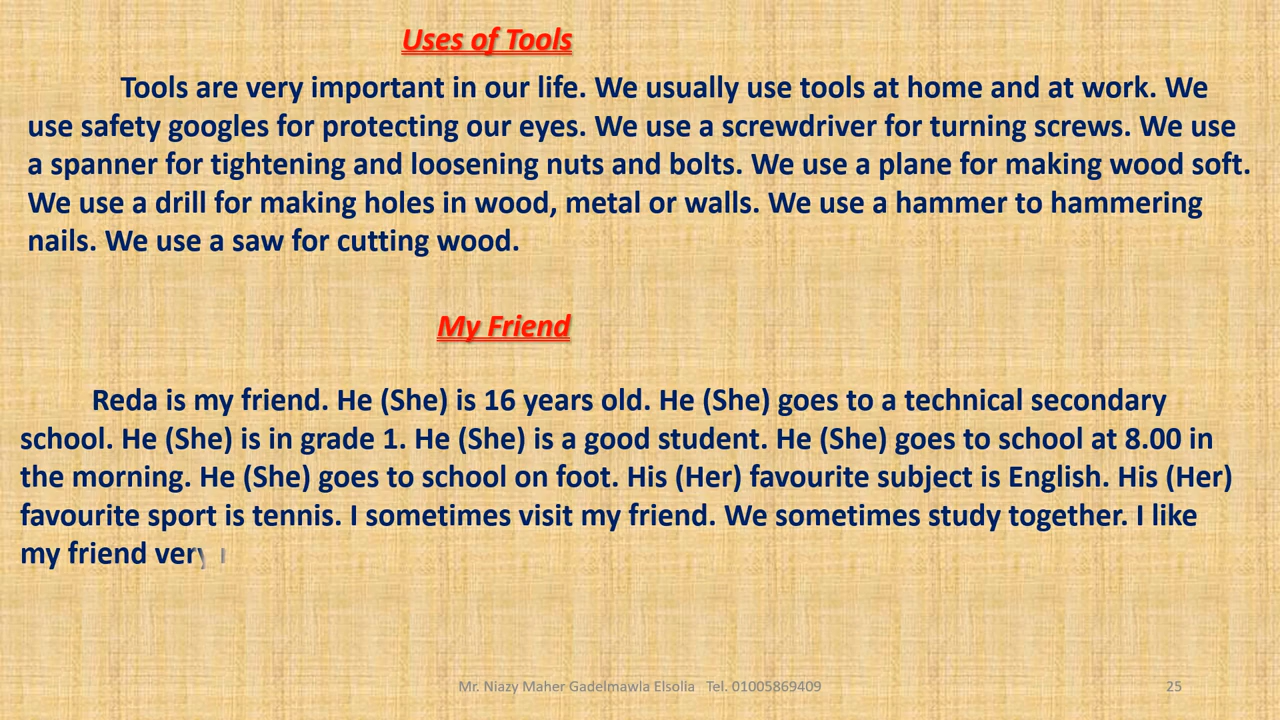 Uses of Tools
Tools are very important in our life. We usually use tools at home and at work. We
use safety googles for protecting our eyes. We use a screwdriver for turning screws. We use
a spanner for tightening and loosening nuts and bolts. We use a plane for making wood soft.
We use a drill for making holes in wood, metal or walls. We use a hammer to hammering
nails. We use a saw for cutting wood.
My Friend
Reda is my friend. He (She) is 16 years old. He (She) goes to a technical secondary
school. He (She) is in grade 1. He (She) is a good student. He (She) goes to school at 8.00 in
the morning. He (She) goes to school on foot. His (Her) favourite subject is English. His (Her)
favourite sport is tennis. I sometimes visit my friend. We sometimes study together. I like
my friend very
Mr. Niazy Maher Gadelmawla Elsolia Tel. 01005869409
25